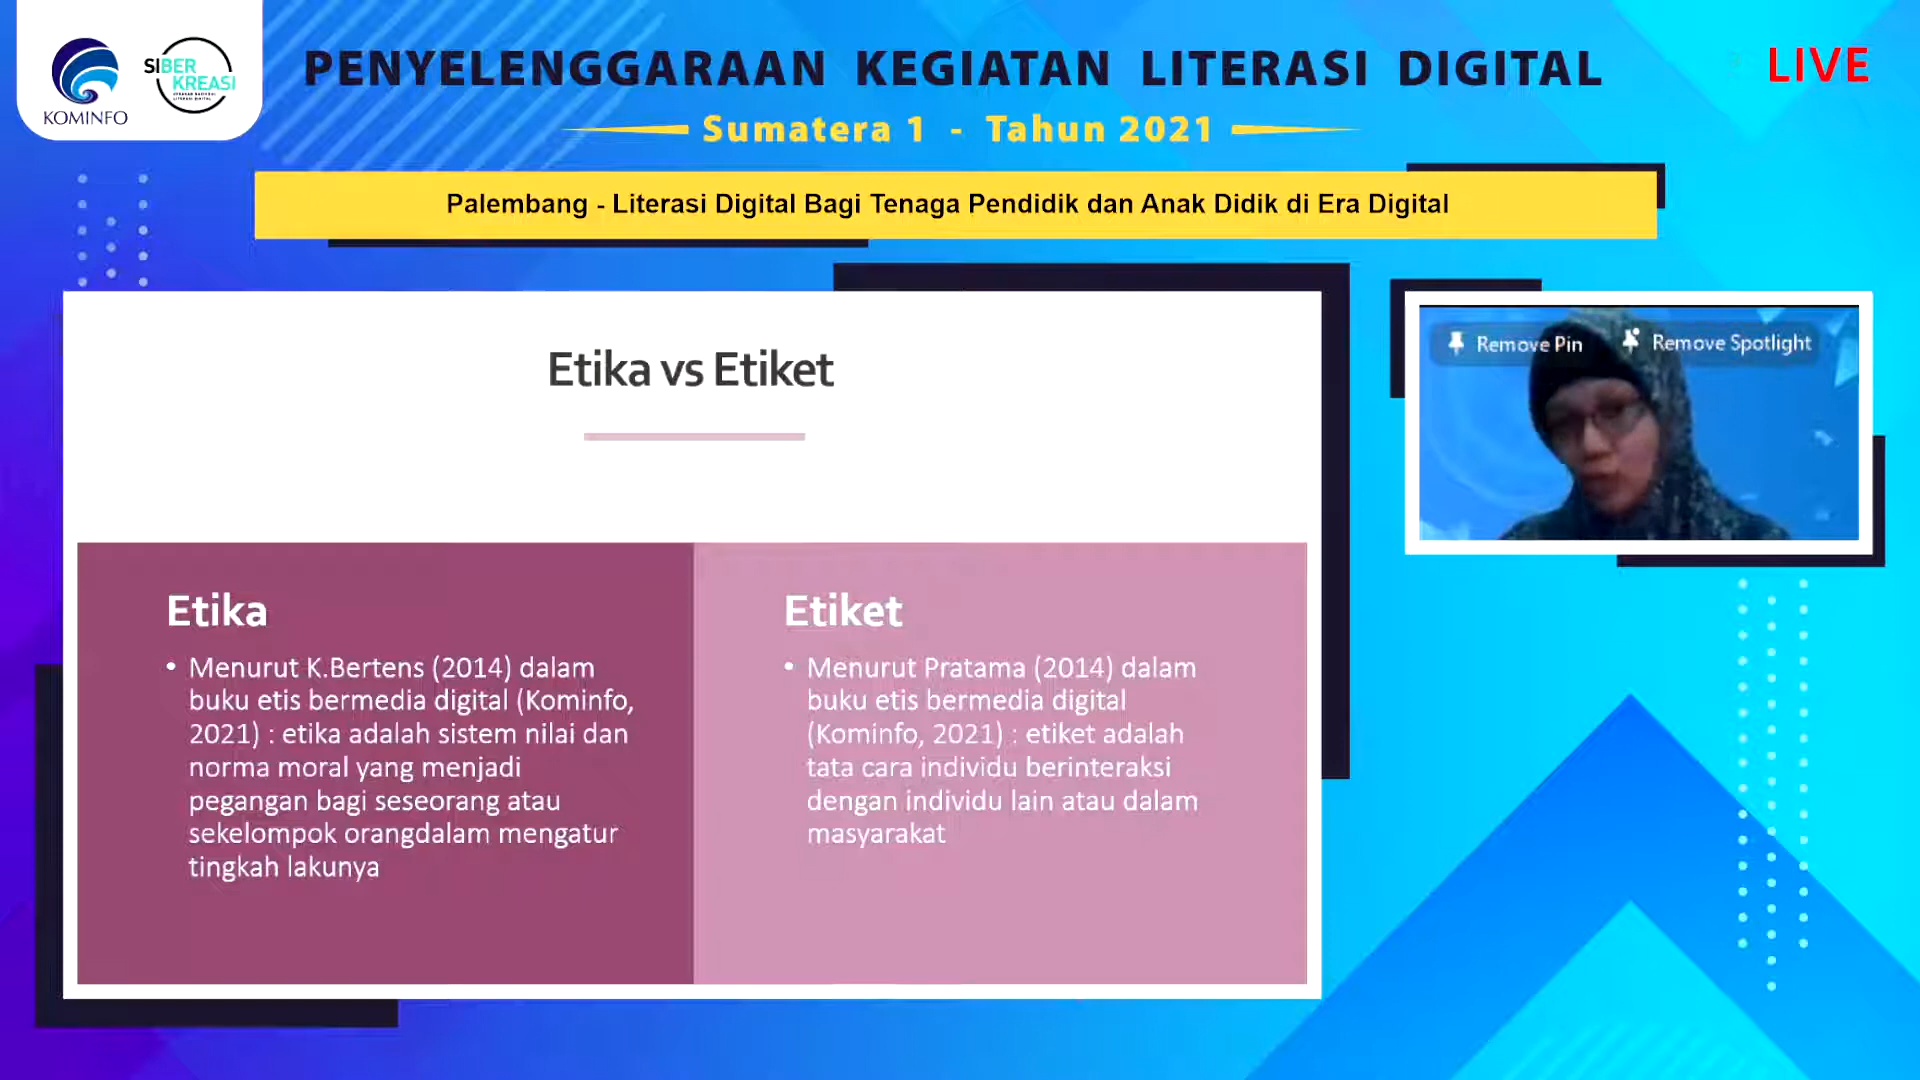 KOMINFO
SIBER
KREASI
PENYELENGGARAAN KEGIATAN LITERASI DIGITAL
LIVE
Sumatera 1 - Tahun 2021
Palembang - Literasi Digital Bagi Tenaga Pendidik dan Anak Didik di Era Digital
Remove Pin
Remove Spotlight
Etika vs Etiket
Etika
• Menurut K.Bertens (2014) dalam
buku etis bermedia digital (Kominfo,
2021) : etika adalah sistem nilai dan
norma moral yang menjadi
pegangan bagi seseorang atau
sekelompok orangdalam mengatur
tingkah lakunya
Etiket
• Menurut Pratama (2014) dalam
buku etis bermedia digital
(Kominfo, 2021) : etiket adalah
tata cara individu berinteraksi
dengan individu lain atau dalam
masyarakat